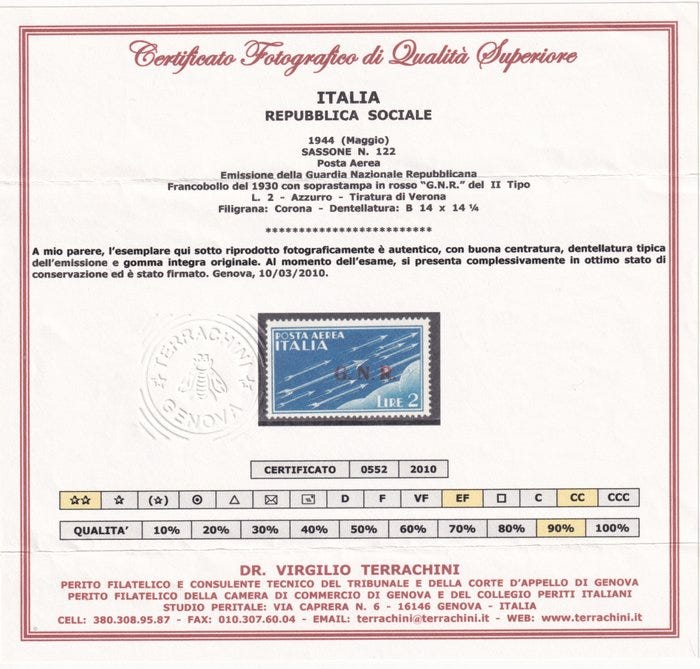 Certificato Fotografico di Qualità Superiore
ITALIA
REPUBBLICA SOCIALE
1944 (Maggio)
SASSONE N. 122
Posta Aerea
Emissione della Guardia Nazionale Repubblicana
Francobollo del 1930 con soprastampa in rosso "G.N.R." del II Tipo
L. 2 - Azzurro - Tiratura di Verona
Filigrana: Corona - Dentellatura: B 14 x 14 ¼
*************************
A mio parere, l'esemplare qui sotto riprodotto fotograficamente è autentico, con buona centratura, dentellatura tipica
dell'emissione e gomma integra originale. Al momento dell'esame, si presenta complessivamente in ottimo stato di
conservazione ed è stato firmato. Genova, 10/03/2010.
TERRACHINI
GENOVA
POSTA AEREA
ITALIA
G.N.R.
LIRE 2
CERTIFICATO 0552 2010
D F VF EF C CC CCC
QUALITA' 10% 20% 30% 40% 50% 60% 70% 80% 90% 100%
DR. VIRGILIO TERRACHINI
PERITO FILATELICO E CONSULENTE TECNICO DEL TRIBUNALE E DELLA CORTE D'APPELLO DI GENOVA
PERITO FILATELICO DELLA CAMERA DI COMMERCIO DI GENOVA E DEL COLLEGIO PERITI ITALIANI
STUDIO PERITALE: VIA CAPRERA N. 6 - 16146 GENOVA - ITALIA
CELL: 380.308.95.87 - FAX: 010.307.60.04 - EMAIL: terrachini@terrachini.it - WEB: www.terrachini.it